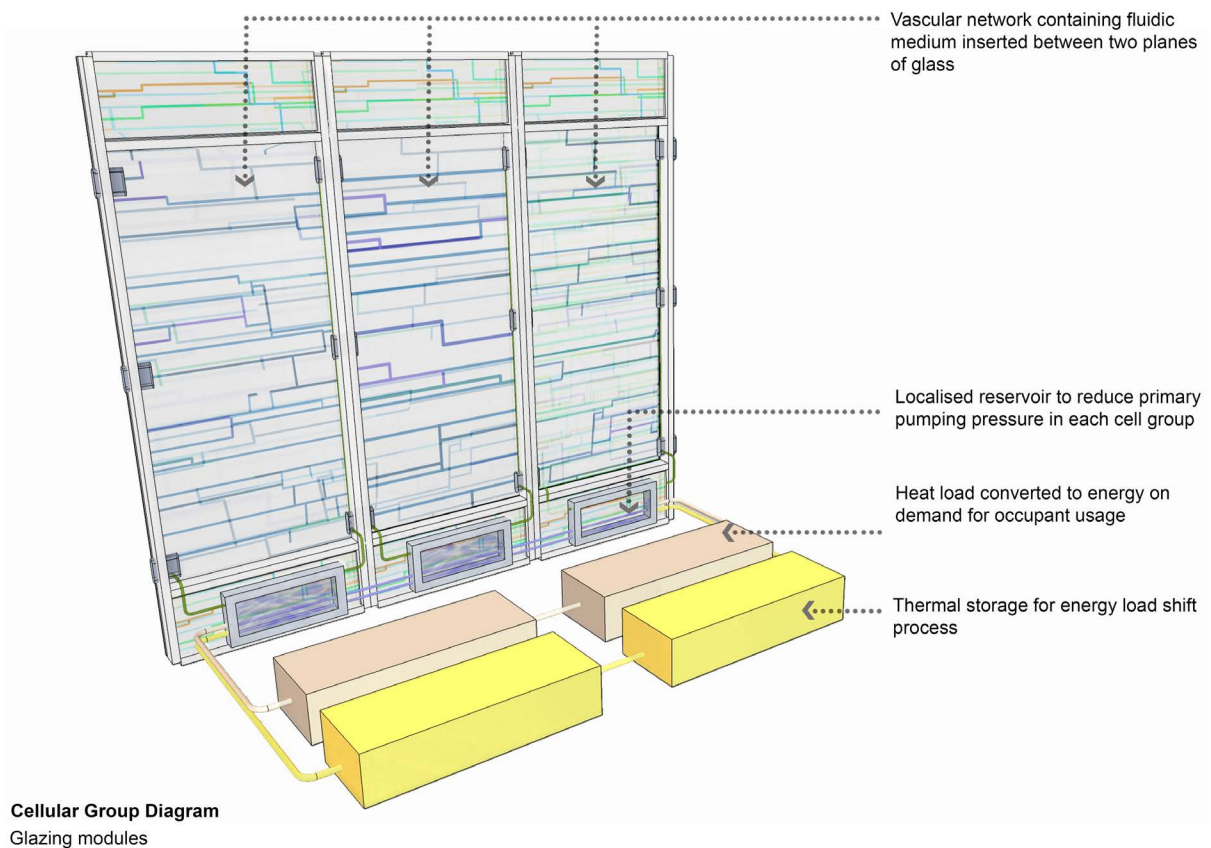 Vascular network containing fluidic
medium inserted between two planes
of glass
Localised reservoir to reduce primary
pumping pressure in each cell group
Heat load converted to energy on
demand for occupant usage
Thermal storage for energy load shift
process
Cellular Group Diagram
Glazing modules